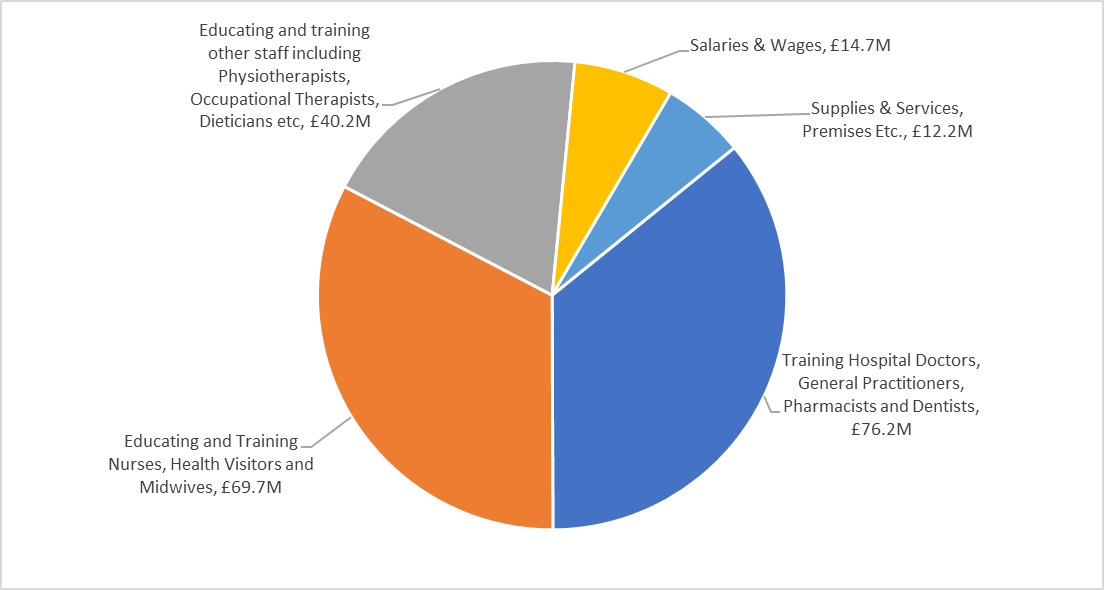 Educating and training
other staff including
Physiotherapists,
Occupational Therapists,
Dieticians etc, £40.2M
Salaries & Wages, £14.7M
Supplies & Services,
Premises Etc., £12.2M
Training Hospital Doctors,
General Practitioners,
Pharmacists and Dentists,
£76.2M
Educating and Training
Nurses, Health Visitors and
Midwives, £69.7M